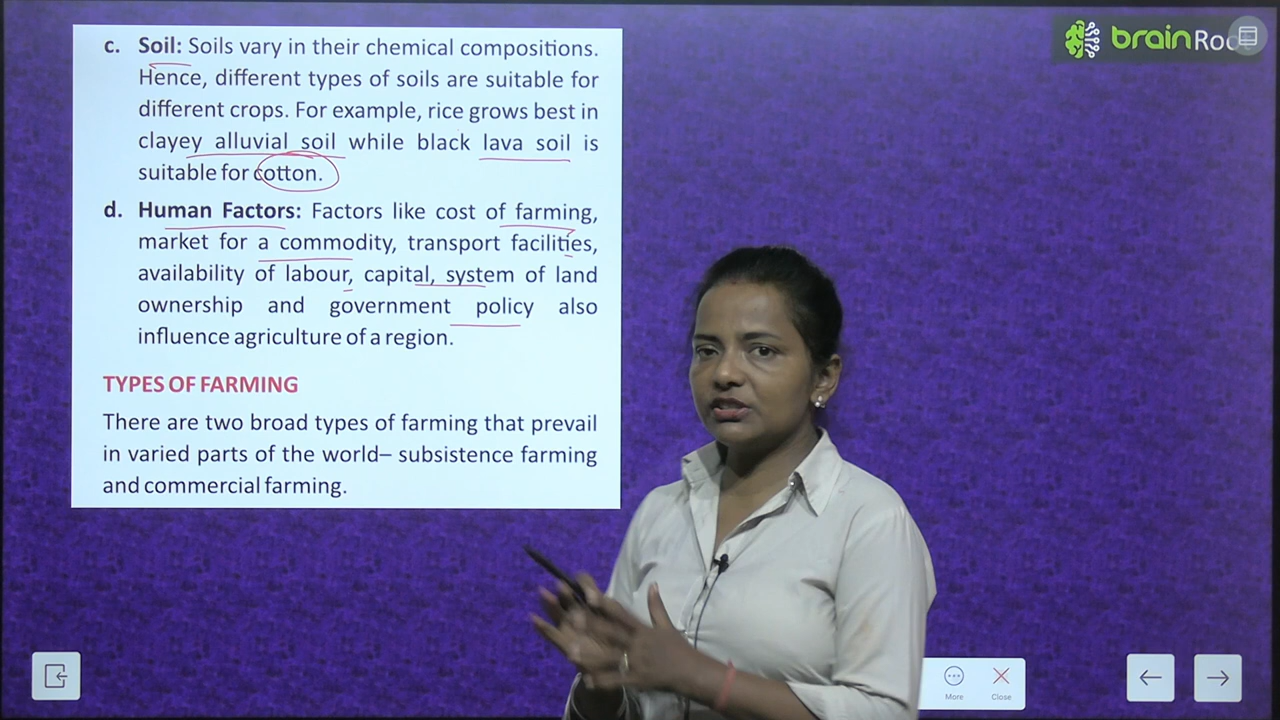 c. Soil: Soils vary in their chemical compositions.
Hence, different types of soils are suitable for
different crops. For example, rice grows best in
clayey alluvial soil while black lava soil is
suitable for cotton.
d. Human Factors: Factors like cost of farming,
market for a commodity, transport facilities,
availability of labour, capital, system of land
ownership and government policy also
influence agriculture of a region.
TYPES OF FARMING
There are two broad types of farming that prevail
in varied parts of the world– subsistence farming
and commercial farming.
brain
More Close